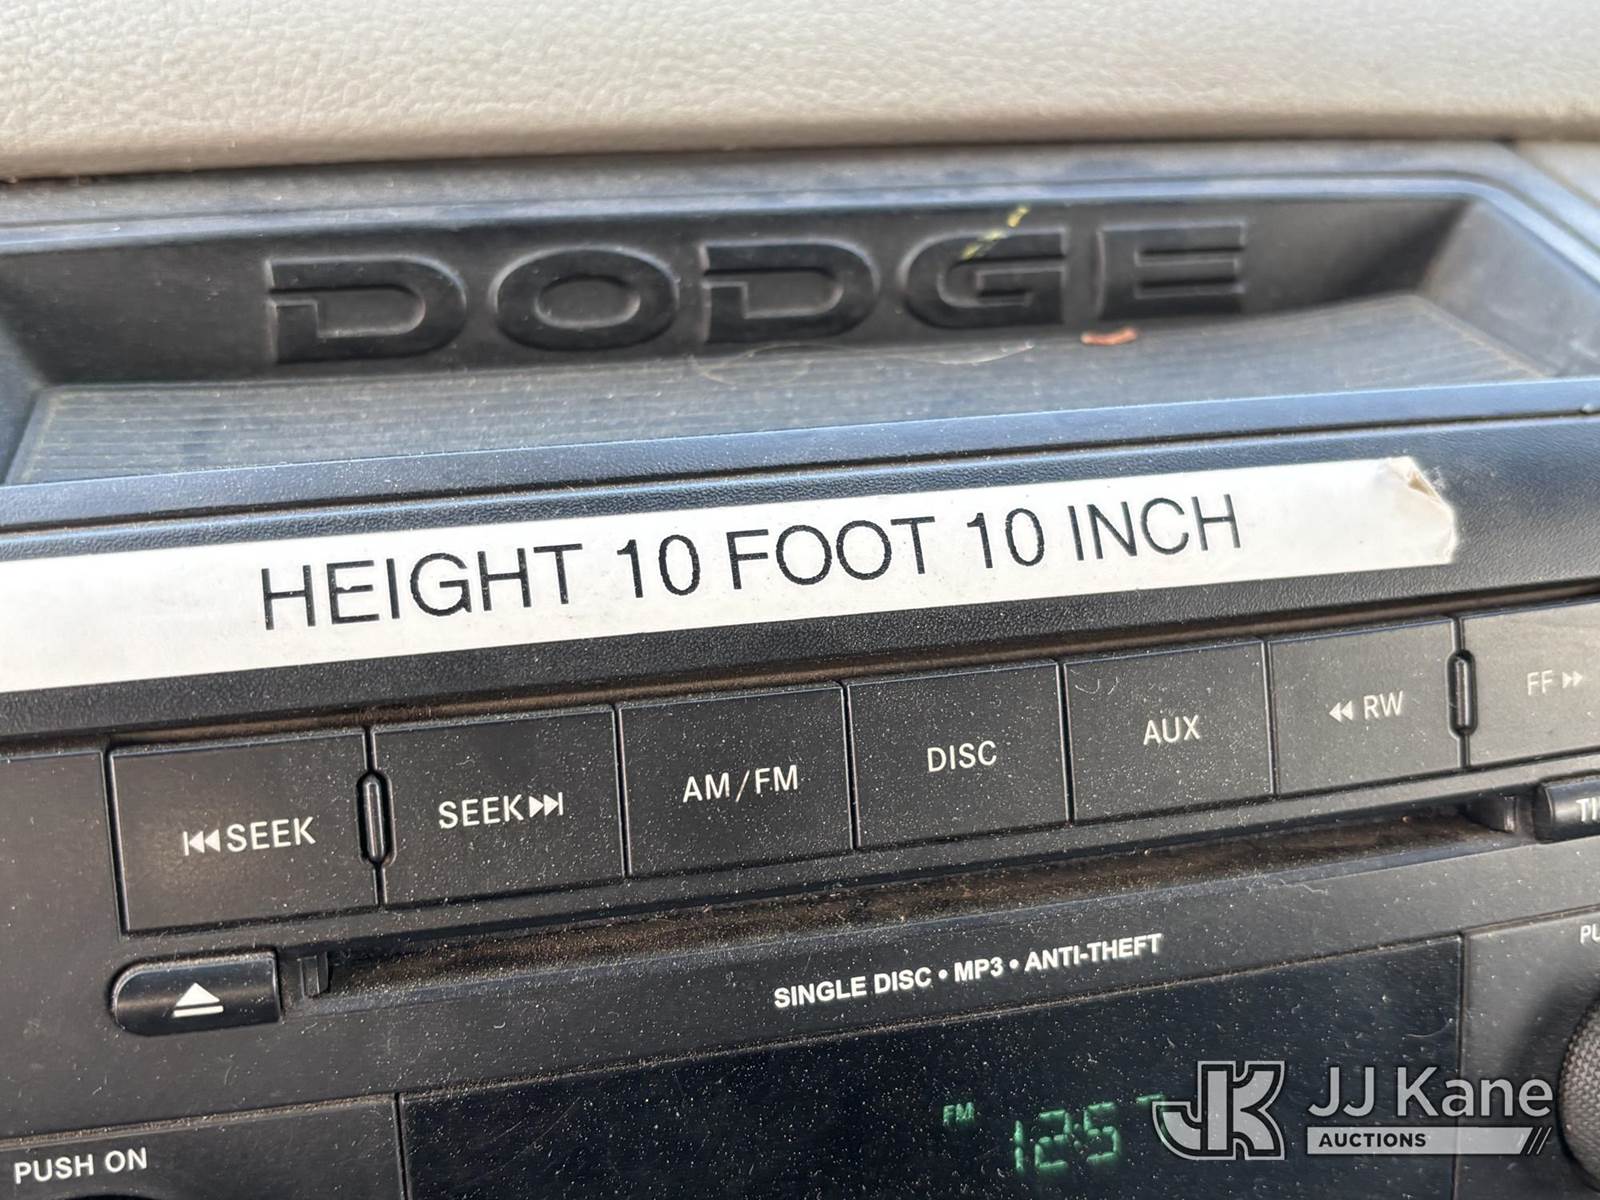 DODGE
HEIGHT 10 FOOT 10 INCH
SEEK SEEK AM/FM DISC AUX RW FF
SINGLE DISC • MP3 • ANTI-THEFT
FM
PUSH ON
JJ Kane
AUCTIONS